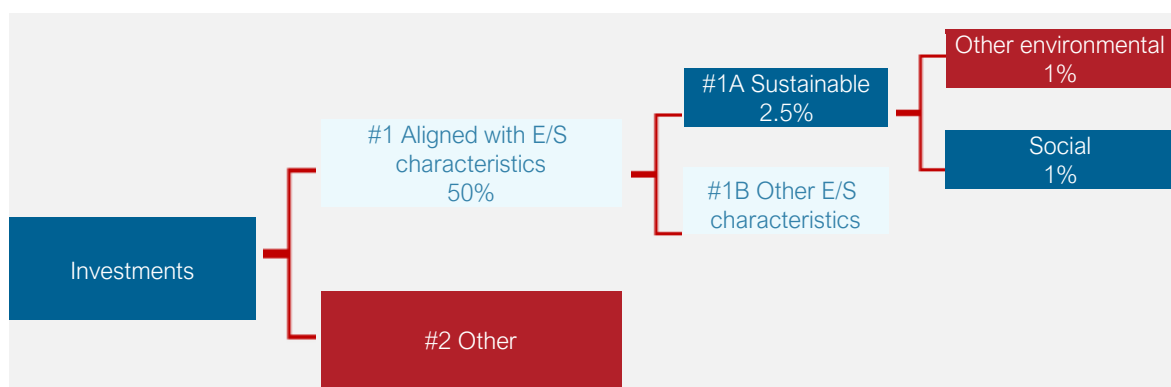 Investments
#1 Aligned with E/S
characteristics
50%
#2 Other
#1A Sustainable
2.5%
#1B Other E/S
characteristics
Other environmental
1%
Social
1%